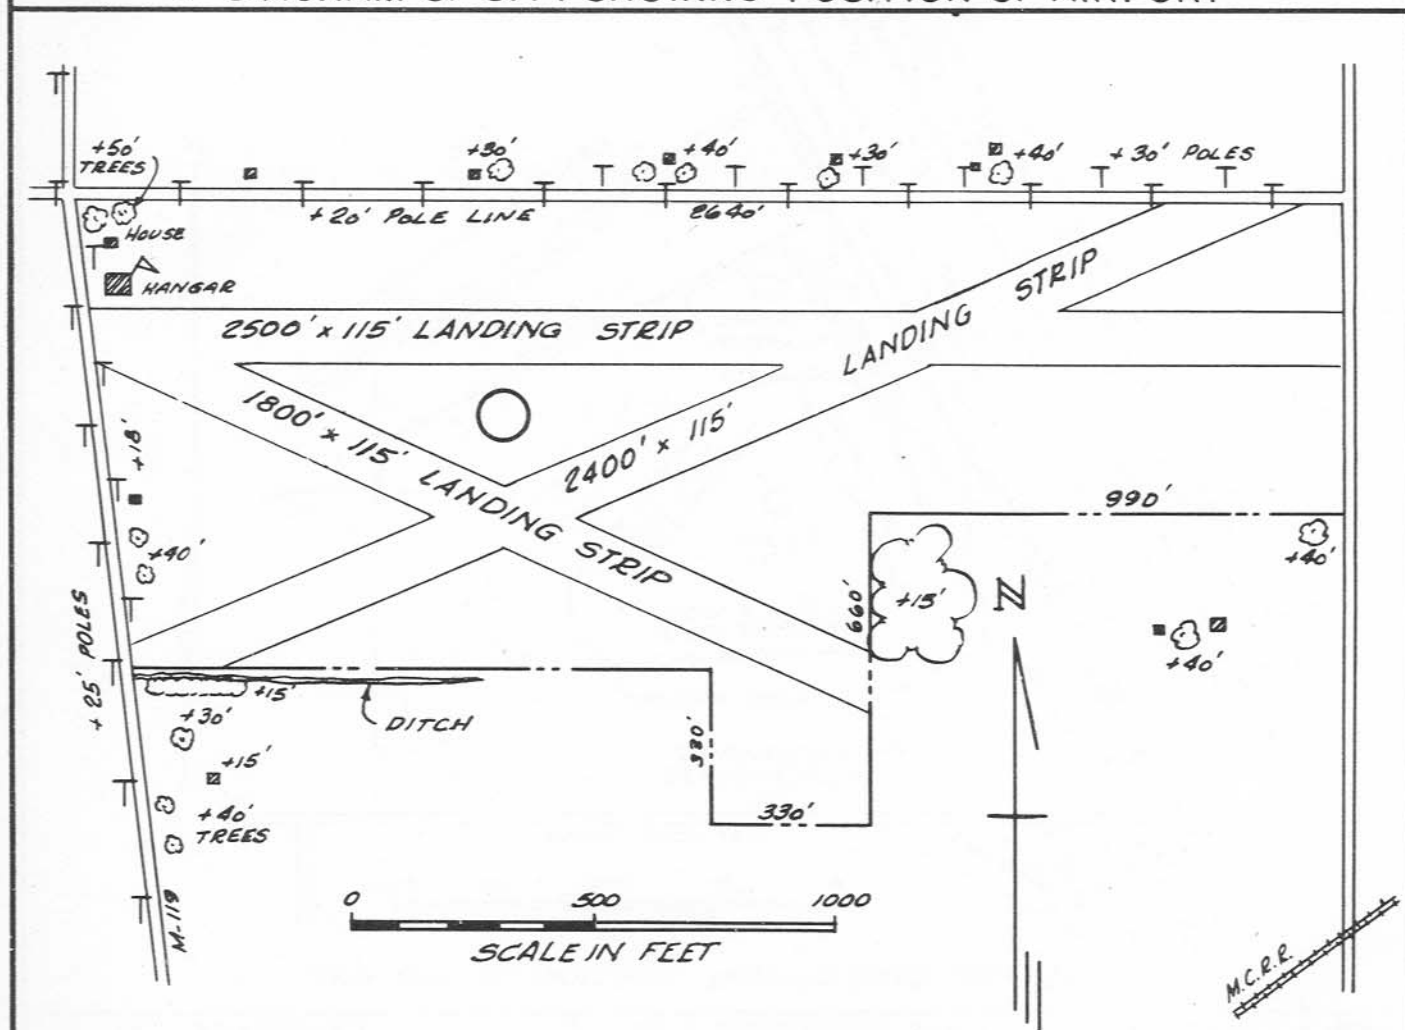 +50'
TREES
+30'
+40'
+30'
+40'
+30' POLES
+20' POLE LINE
2640'
HOUSE
HANGAR
2500' x 115' LANDING STRIP
LANDING STRIP
1800' x 115' LANDING STRIP
2400' x 115'
+18'
+40'
+25' POLES
990'
+40'
660'
+15'
N
+40'
+15'
DITCH
+30'
+15'
+40'
TREES
330'
330'
0 500 1000
SCALE IN FEET
M-119
M.C.R.R.